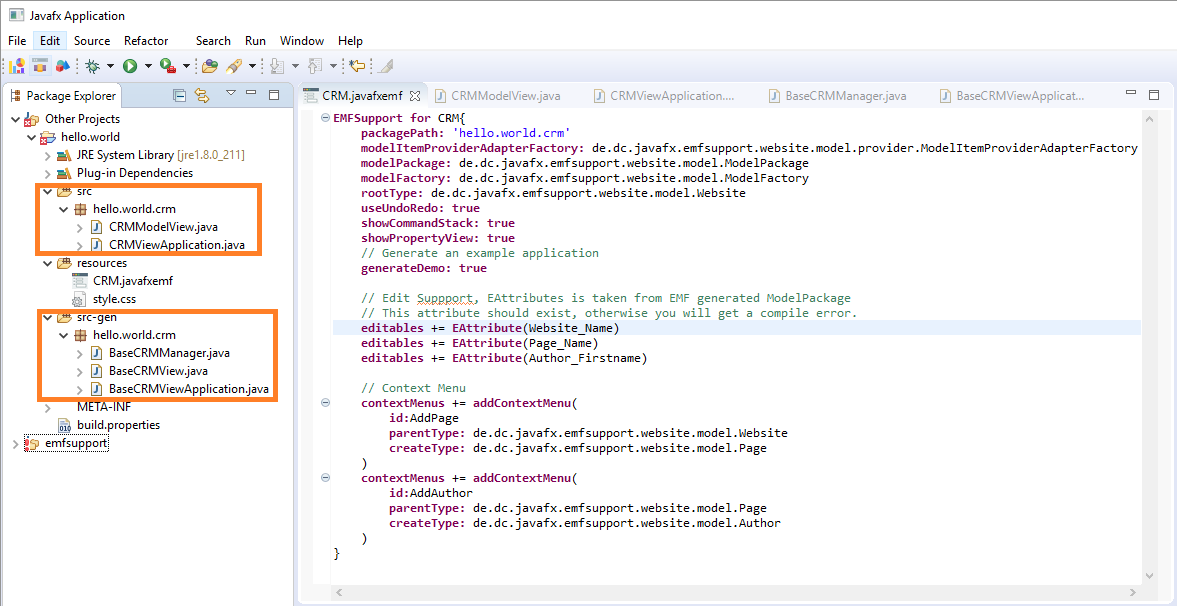 Javafx Application
File Edit Source Refactor Search Run Window Help
Package Explorer
Other Projects
hello.world
JRE System Library [jre1.8.0_211]
Plug-in Dependencies
src
hello.world.crm
CRMModelView.java
CRMViewApplication.java
resources
CRM.javafxemf
style.css
src-gen
hello.world.crm
BaseCRMManager.java
BaseCRMView.java
BaseCRMViewApplication.java
META-INF
build.properties
emfsupport
CRM.javafxemf CRMModelView.java CRMViewApplication.... BaseCRMManager.java BaseCRMViewApplicat...
EMFSupport for CRM{
packagePath: 'hello.world.crm'
modelItemProviderAdapterFactory: de.dc.javafx.emfsupport.website.model.provider.ModelItemProviderAdapterFactory
modelPackage: de.dc.javafx.emfsupport.website.model.ModelPackage
modelFactory: de.dc.javafx.emfsupport.website.model.ModelFactory
rootType: de.dc.javafx.emfsupport.website.model.Website
useUndoRedo: true
showCommandStack: true
showPropertyView: true
// Generate an example application
generateDemo: true
// Edit Suppport, EAttributes is taken from EMF generated ModelPackage
// This attribute should exist, otherwise you will get a compile error.
editables += EAttribute(Website_Name)
editables += EAttribute(Page_Name)
editables += EAttribute(Author_Firstname)
// Context Menu
contextMenus += addContextMenu(
id:AddPage
parentType: de.dc.javafx.emfsupport.website.model.Website
createType: de.dc.javafx.emfsupport.website.model.Page
)
contextMenus += addContextMenu(
id:AddAuthor
parentType: de.dc.javafx.emfsupport.website.model.Page
createType: de.dc.javafx.emfsupport.website.model.Author
)
}